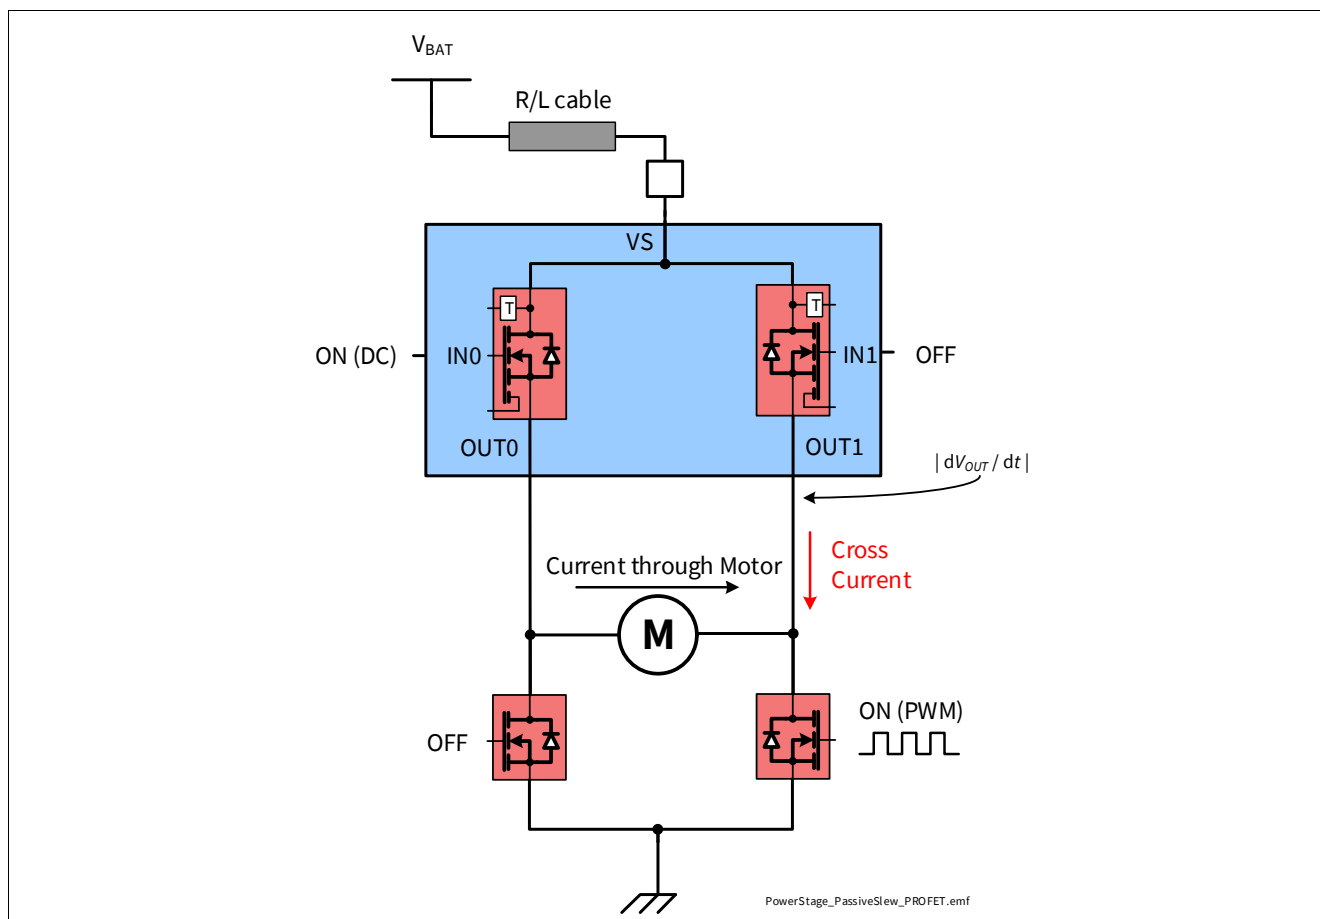 VBAT
R/L cable
VS
T
T
ON (DC)
IN0
IN1
OFF
OUT0
OUT1
| dVOUT / dt |
Cross
Current
Current through Motor
M
OFF
ON (PWM)
PowerStage_PassiveSlew_PROFET.emf